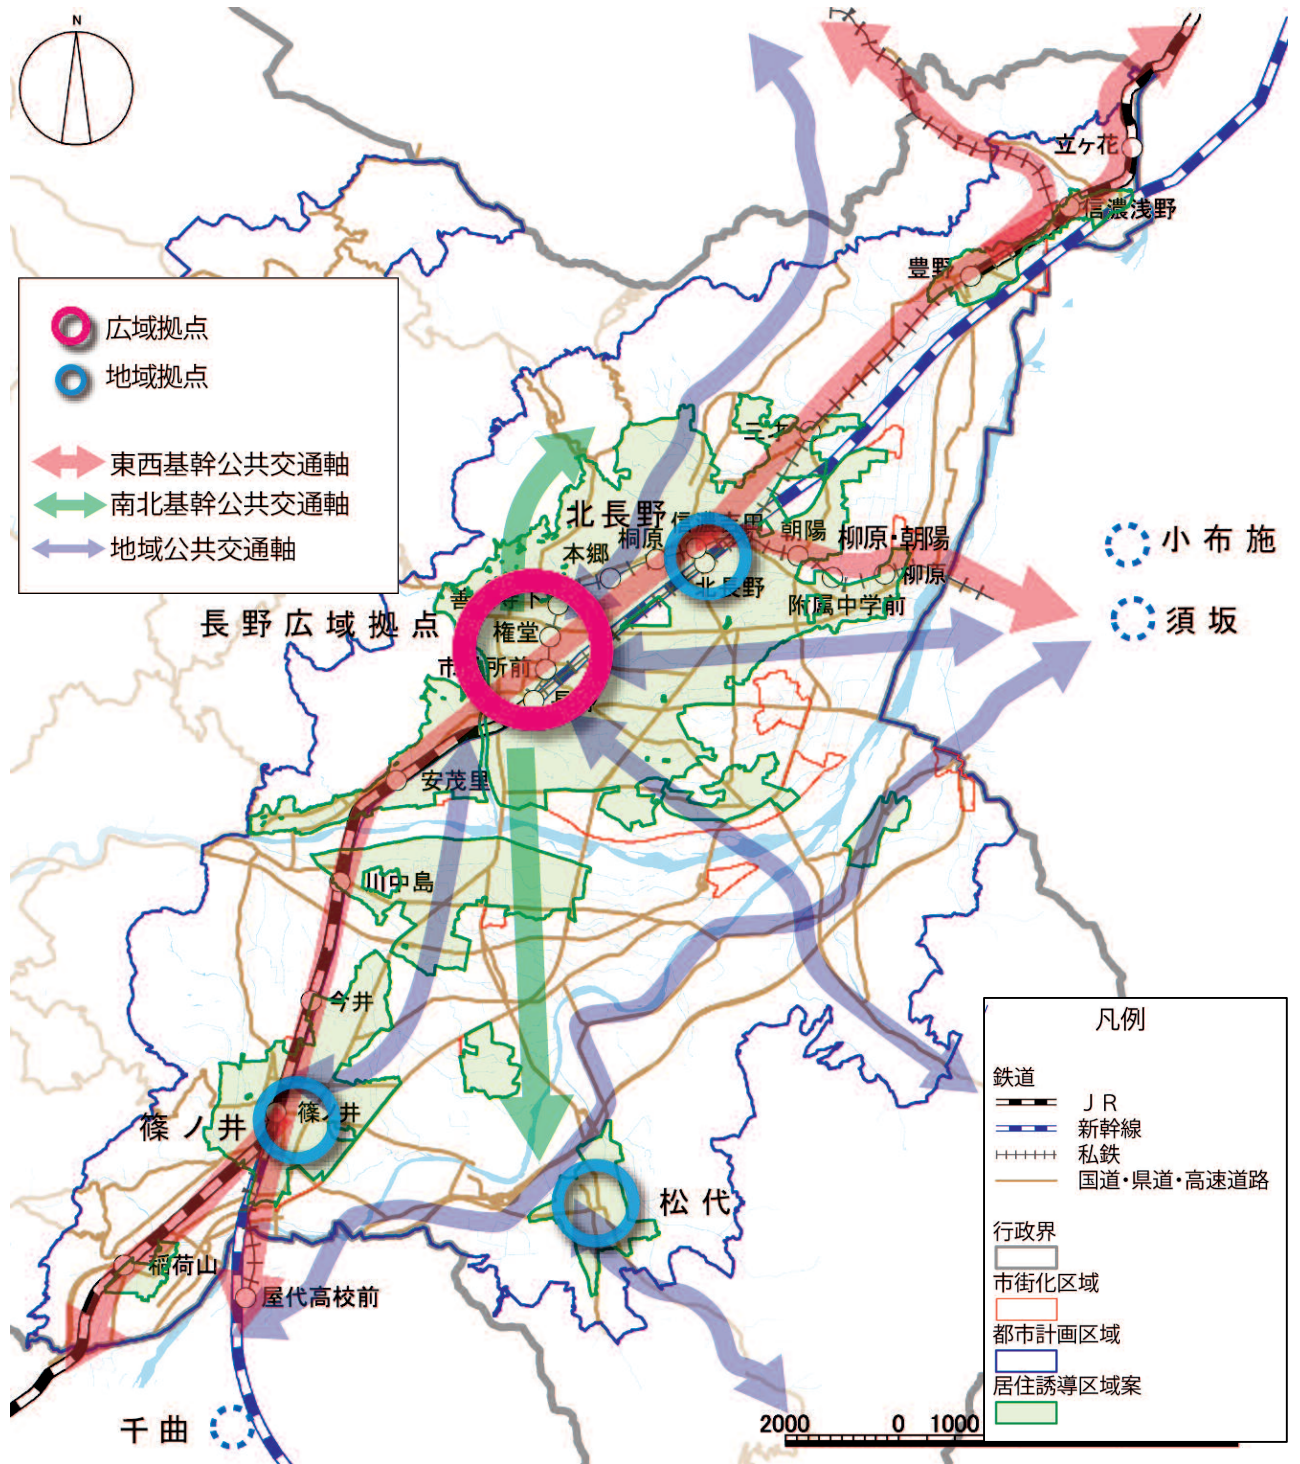 N
立ヶ花
信濃浅野
豊野
広域拠点
地域拠点
東西基幹公共交通軸
南北基幹公共交通軸
地域公共交通軸
北長野
桐原
本郷
朝陽
柳原・朝陽
柳原
北長野
附属中学前
小布施
須坂
長野広域拠点
権堂
安茂里
川中島
今井
篠ノ井
篠ノ井
松代
稲荷山
屋代高校前
千曲
凡例
鉄道
ＪＲ
新幹線
私鉄
国道・県道・高速道路
行政界
市街化区域
都市計画区域
居住誘導区域案
2000 0 1000